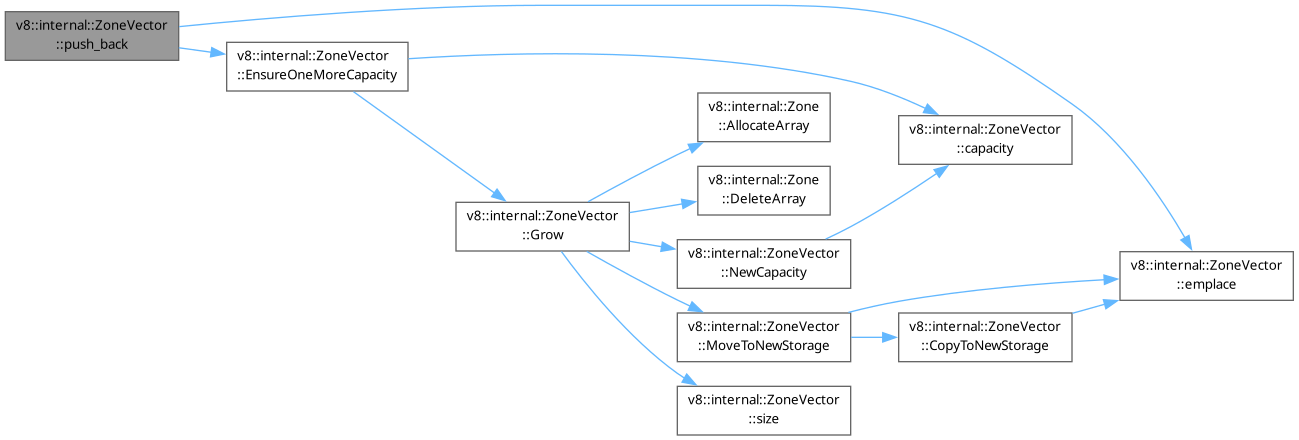 v8::internal::ZoneVector
::push_back
v8::internal::ZoneVector
::EnsureOneMoreCapacity
v8::internal::Zone
::AllocateArray
v8::internal::ZoneVector
::capacity
v8::internal::Zone
::DeleteArray
v8::internal::ZoneVector
::Grow
v8::internal::ZoneVector
::NewCapacity
v8::internal::ZoneVector
::emplace
v8::internal::ZoneVector
::MoveToNewStorage
v8::internal::ZoneVector
::CopyToNewStorage
v8::internal::ZoneVector
::size